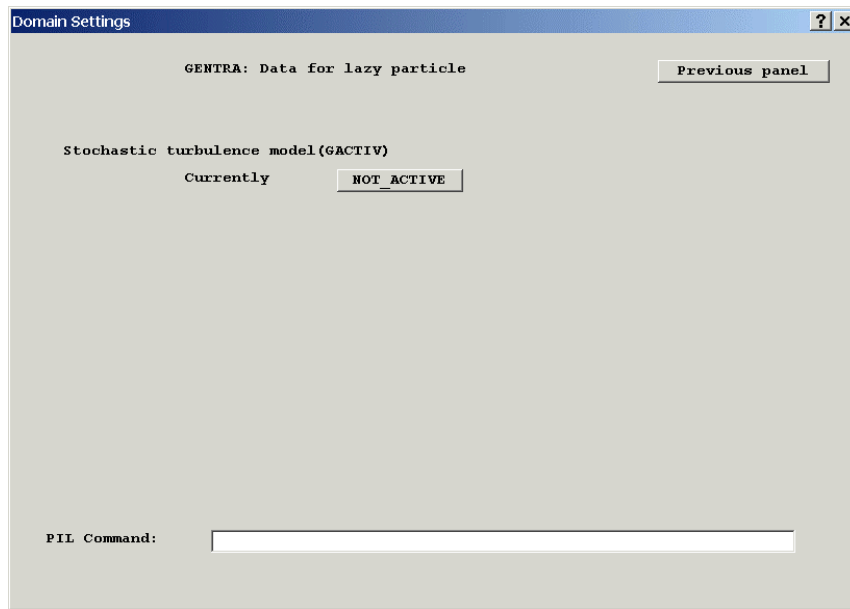 Domain Settings
GENTRA: Data for lazy particle
Previous panel
Stochastic turbulence model(GACTIV)
Currently NOT_ACTIVE
PIL Command: